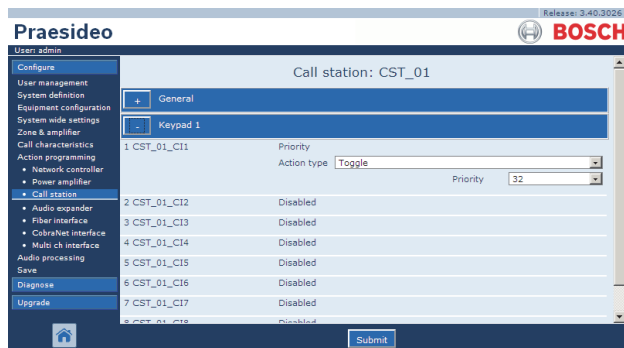 Release: 3.40.3026
Praesideo
BOSCH
User: admin
Configure
User management
System definition
Equipment configuration
System wide settings
Zone & amplifier
Call characteristics
Action programming
• Network controller
• Power amplifier
• Call station
• Audio expander
• Fiber interface
• CobraNet interface
• Multi ch interface
Audio processing
Save
Diagnose
Upgrade
Call station: CST_01
+ General
- Keypad 1
1 CST_01_CI1 Priority
Action type Toggle
Priority 32
2 CST_01_CI2 Disabled
3 CST_01_CI3 Disabled
4 CST_01_CI4 Disabled
5 CST_01_CI5 Disabled
6 CST_01_CI6 Disabled
7 CST_01_CI7 Disabled
8 CST_01_CI8 Disabled
Submit